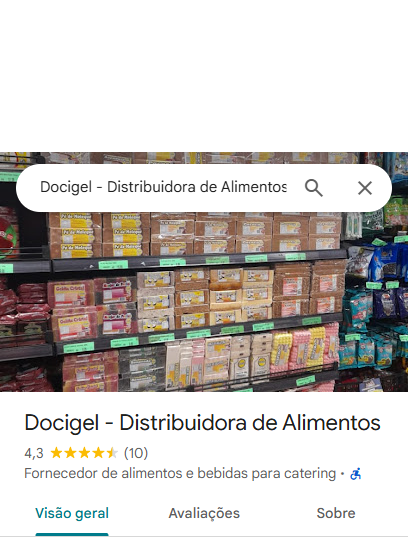 Docigel - Distribuidora de Alimentos
Docigel - Distribuidora de Alimentos
4,3 (10)
Fornecedor de alimentos e bebidas para catering ·
Visão geral
Avaliações
Sobre